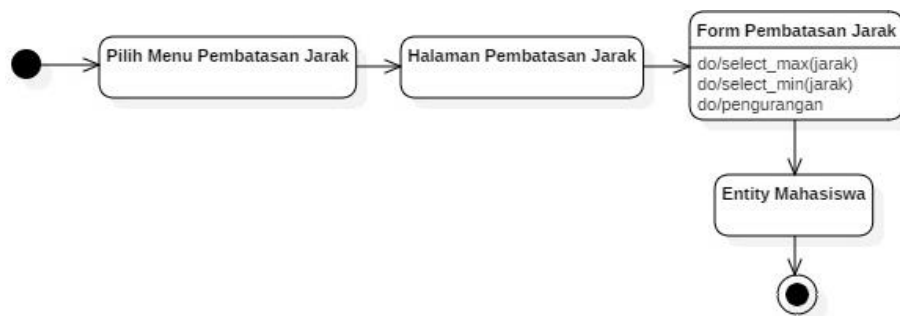 Pilih Menu Pembatasan Jarak
Halaman Pembatasan Jarak
Form Pembatasan Jarak
do/select_max(jarak)
do/select_min(jarak)
do/pengurangan
Entity Mahasiswa